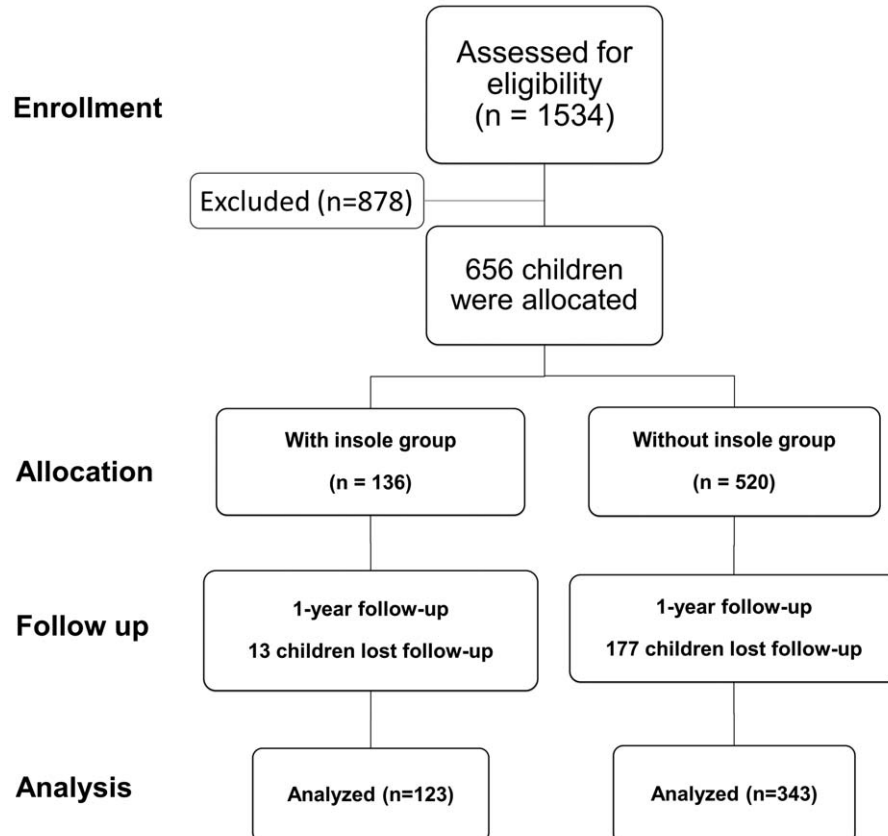 Enrollment
Assessed for
eligibility
(n = 1534)
Excluded (n=878)
656 children
were allocated
Allocation
With insole group
(n = 136)
Without insole group
(n = 520)
Follow up
1-year follow-up
13 children lost follow-up
1-year follow-up
177 children lost follow-up
Analysis
Analyzed (n=123)
Analyzed (n=343)